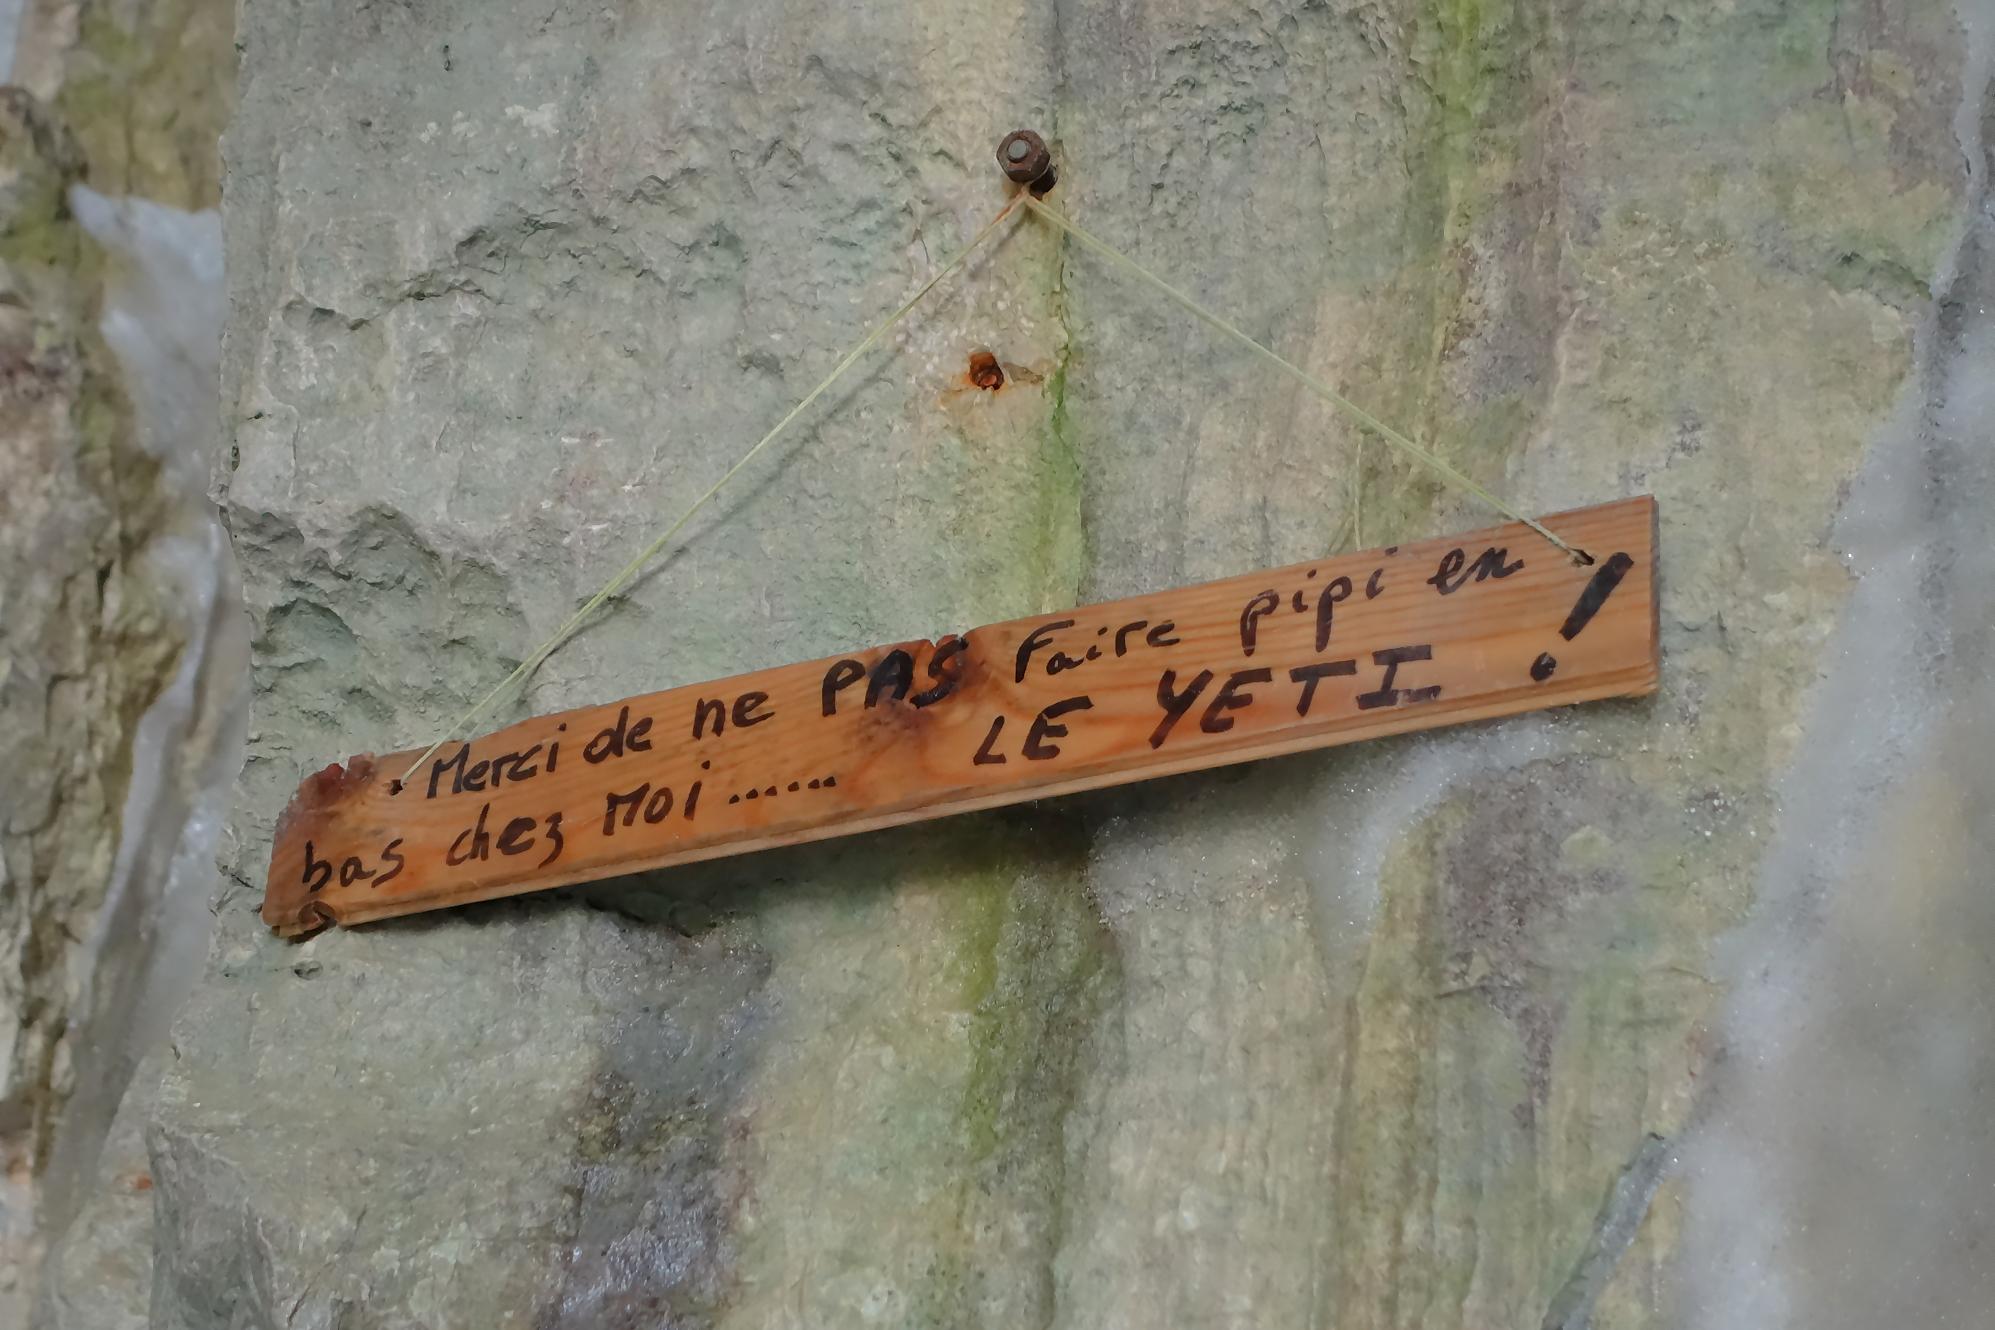 Merci de ne PAS Faire pipi en
bas chez moi...... LE YETI !